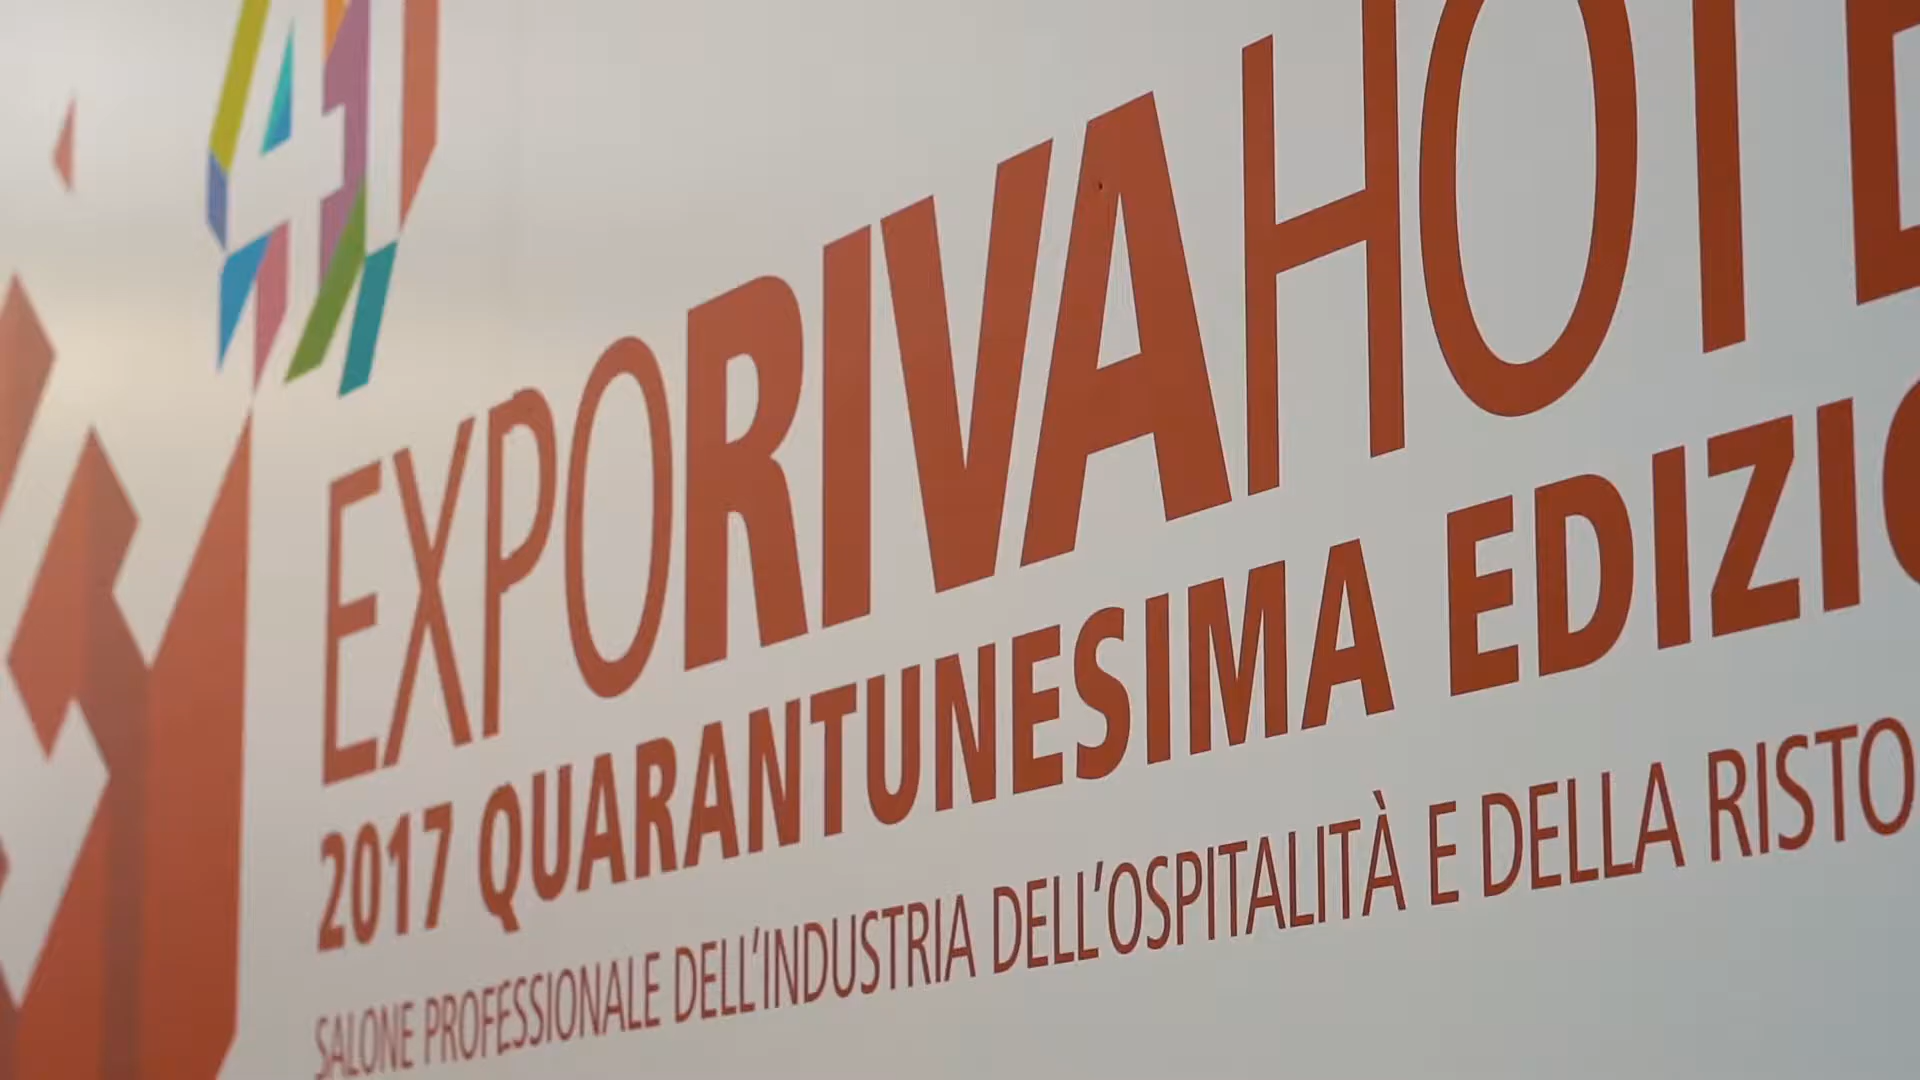 41
EXPORIVAHOTE
2017 QUARANTUNESIMA EDIZIO
SALONE PROFESSIONALE DELL'INDUSTRIA DELL'OSPITALITÀ E DELLA RISTO